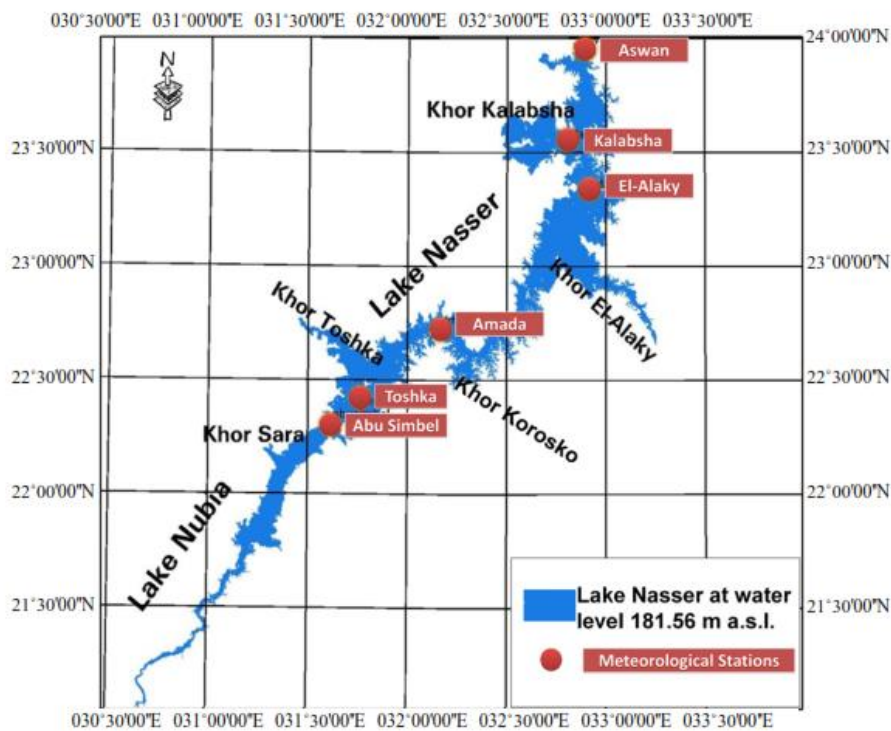 030°30'00"E 031°00'00"E 031°30'00"E 032°00'00"E 032°30'00"E 033°00'00"E 033°30'00"E
24°00'00"N
N
Aswan
Khor Kalabsha
Kalabsha
23°30'00"N
23°30'00"N
El-Alaky
Lake Nasser
23°00'00"N
23°00'00"N
Khor El-Alaky
Khor Toshka
Amada
22°30'00"N
22°30'00"N
Toshka
Khor Korosko
Abu Simbel
Khor Sara
22°00'00"N
22°00'00"N
Lake Nubia
Lake Nasser at water
level 181.56 m a.s.l.
21°30'00"N
21°30'00"N
Meteorological Stations
030°30'00"E 031°00'00"E 031°30'00"E 032°00'00"E 032°30'00"E 033°00'00"E 033°30'00"E